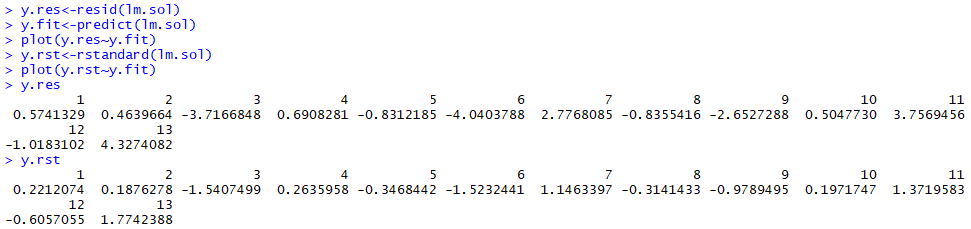 > y.res<-resid(lm.sol)
> y.fit<-predict(lm.sol)
> plot(y.res~y.fit)
> y.rst<-rstandard(lm.sol)
> plot(y.rst~y.fit)
> y.res
1 2 3 4 5 6 7 8 9 10 11
0.5741329 0.4639664 -3.7166848 0.6908281 -0.8312185 -4.0403788 2.7768085 -0.8355416 -2.6527288 0.5047730 3.7569456
12 13
-1.0183102 4.3274082
> y.rst
1 2 3 4 5 6 7 8 9 10 11
0.2212074 0.1876278 -1.5407499 0.2635958 -0.3468442 -1.5232441 1.1463397 -0.3141433 -0.9789495 0.1971747 1.3719583
12 13
-0.6057055 1.7742388